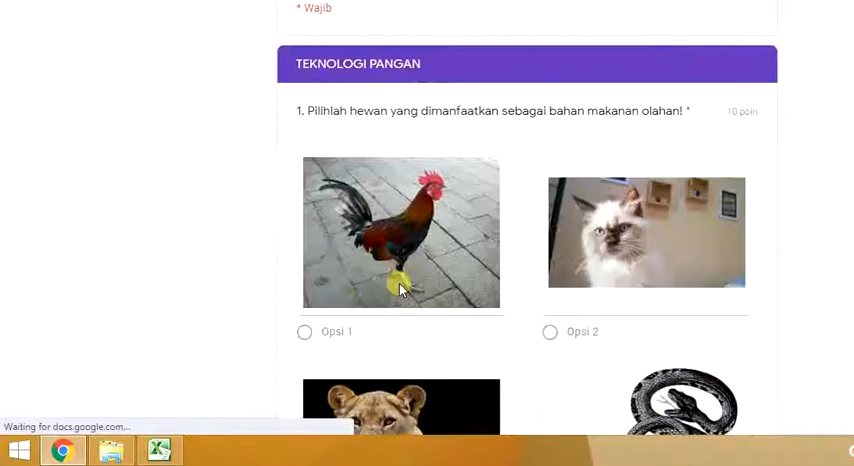 * Wajib
TEKNOLOGI PANGAN
1. Pilihlah hewan yang dimanfaatkan sebagai bahan makanan olahan! *
10 poin
Opsi 1
Opsi 2
Waiting for docs.google.com...